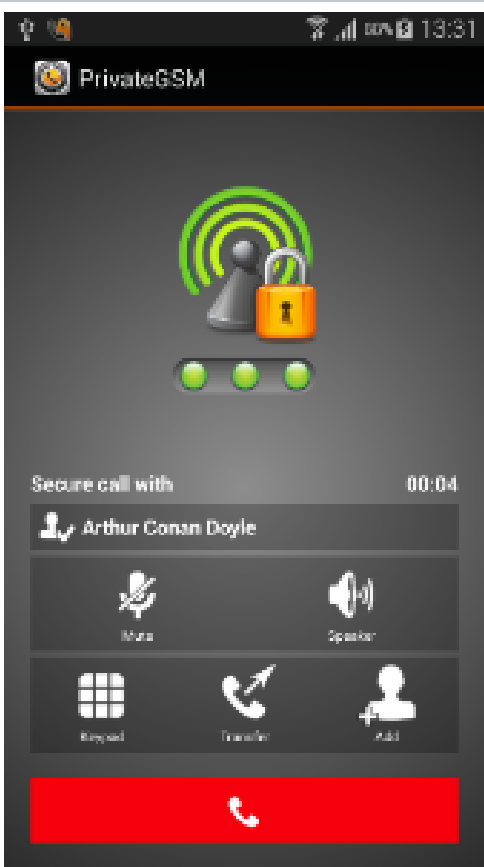 13:31
PrivateGSM
Secure call with 00:04
Arthur Conan Doyle
Mute Speaker
Keypad Transfer Add